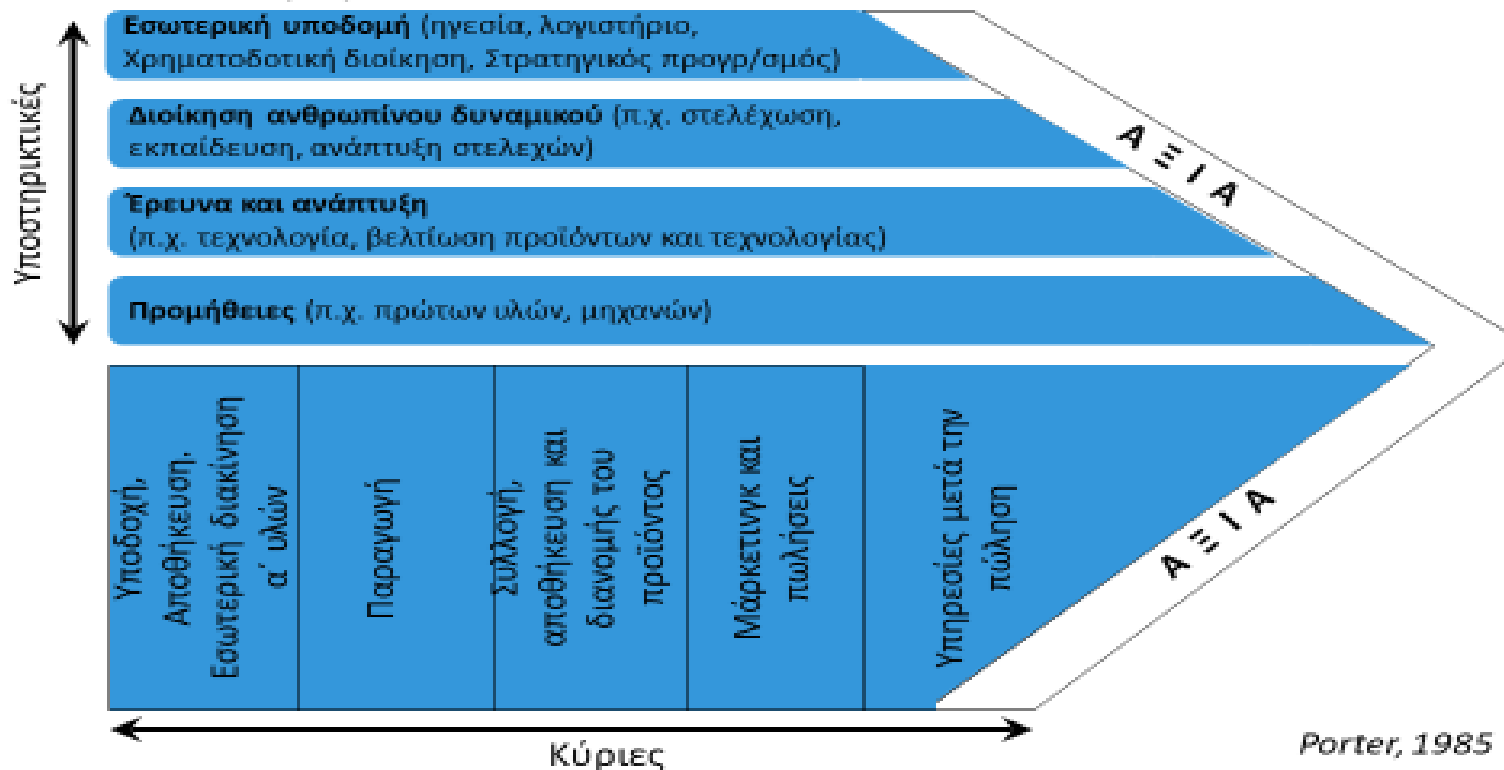 Εσωτερική υποδομή (ηγεσία, λογιστήριο,
Χρηματοδοτική διοίκηση, Στρατηγικός προγρ/σμός)
Διοίκηση ανθρωπίνου δυναμικού (π.χ. στελέχωση,
εκπαίδευση, ανάπτυξη στελεχών)
Έρευνα και ανάπτυξη
(π.χ. τεχνολογία, βελτίωση προϊόντων και τεχνολογίας)
Προμήθειες (π.χ. πρώτων υλών, μηχανών)
Υποστηρικτικές
ΑΞΙΑ
Υποδοχή,
Αποθήκευση,
Εσωτερική διακίνηση
α΄ υλών
Παραγωγή
Συλλογή,
αποθήκευση και
διανομής του
προϊόντος
Μάρκετινγκ και
πωλήσεις
Υπηρεσίες μετά την
πώληση
ΑΞΙΑ
Κύριες
Porter, 1985